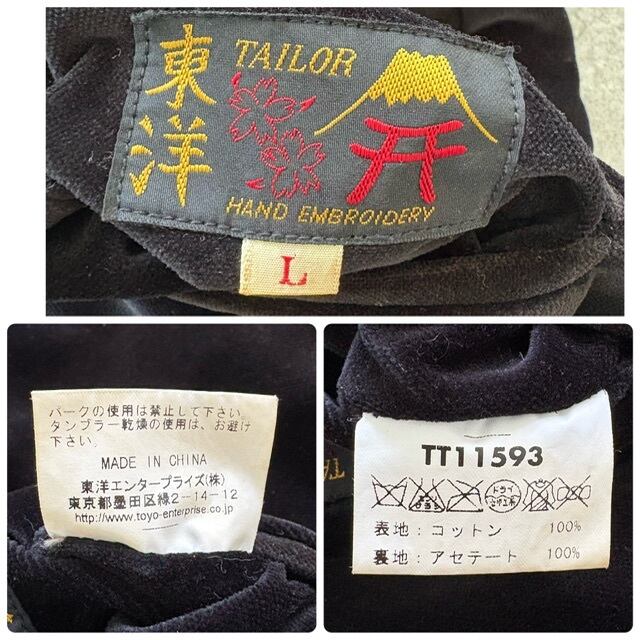 東洋
TAILOR
HAND EMBROIDERY
L
パークの使用は禁止して下さい。
タンブラー乾燥の使用は、お避け
下さい。
MADE IN CHINA
東洋エンタープライズ(株)
東京都墨田区緑2-14-12
http://www.toyo-enterprise.co.jp
TT11593
ドライ
表地：コットン 100%
裏地：アセテート 100%